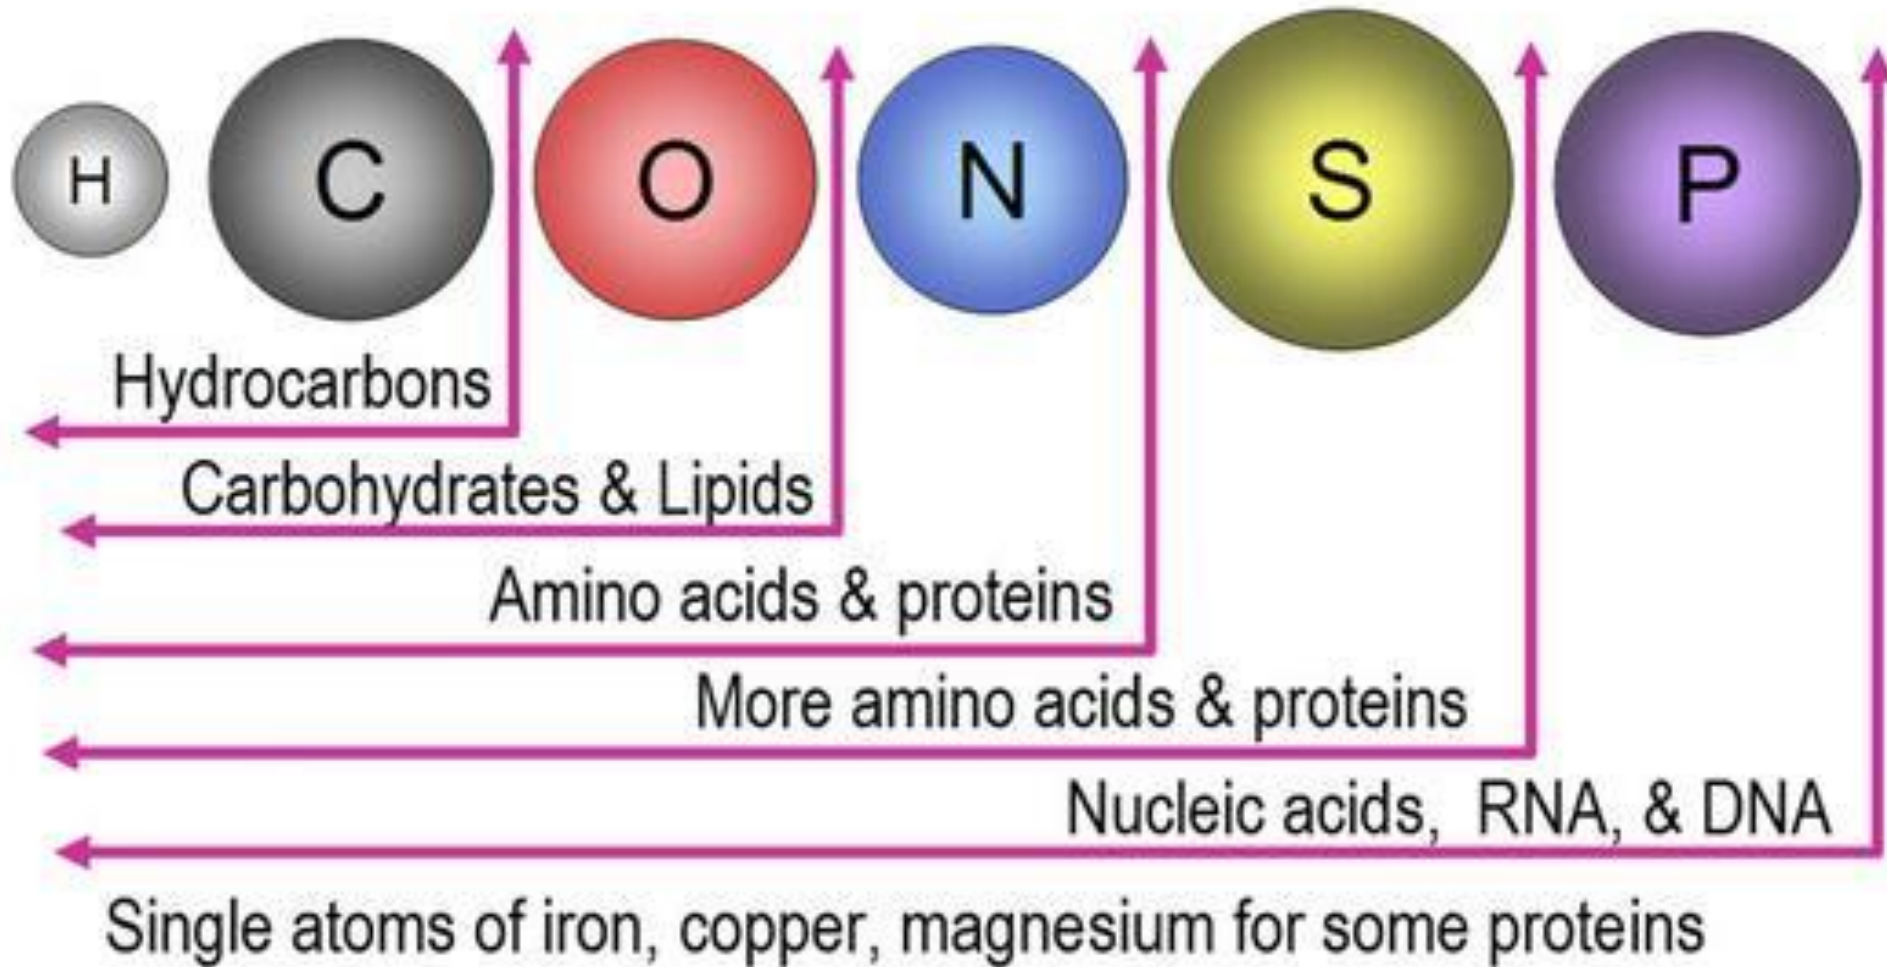 H C O N S P
Hydrocarbons
Carbohydrates & Lipids
Amino acids & proteins
More amino acids & proteins
Nucleic acids, RNA, & DNA
Single atoms of iron, copper, magnesium for some proteins